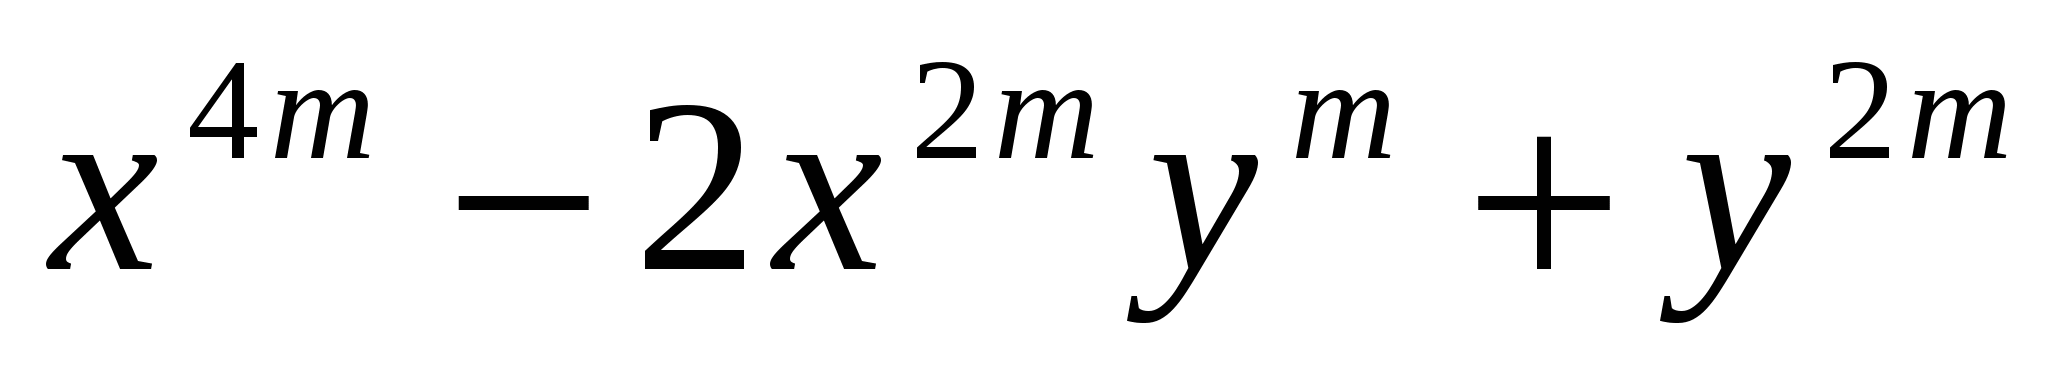 x^{4m} − 2x^{2m}y^{m} + y^{2m}